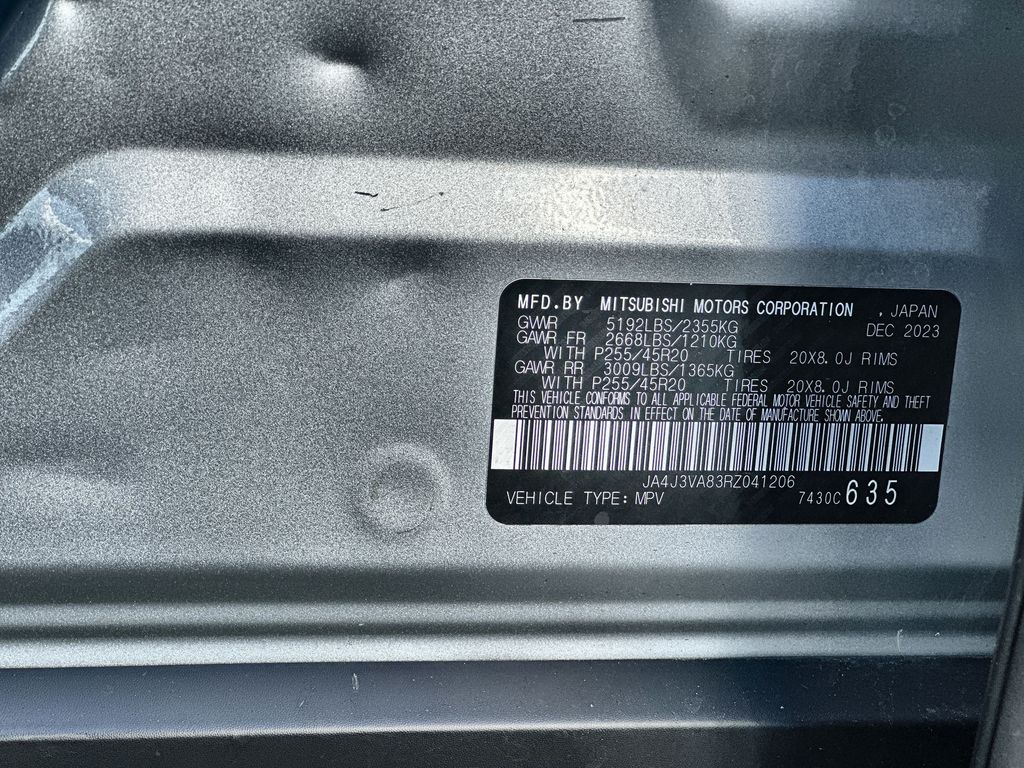 MFD.BY MITSUBISHI MOTORS CORPORATION , JAPAN
GVWR 5192LBS/2355KG DEC 2023
GAWR FR 2668LBS/1210KG
WITH P255/45R20 TIRES 20X8.0J RIMS
GAWR RR 3009LBS/1365KG
WITH P255/45R20 TIRES 20X8.0J RIMS
THIS VEHICLE CONFORMS TO ALL APPLICABLE FEDERAL MOTOR VEHICLE SAFETY AND THEFT
PREVENTION STANDARDS IN EFFECT ON THE DATE OF MANUFACTURE SHOWN ABOVE.
JA4J3VA83RZ041206
VEHICLE TYPE: MPV 7430C 635